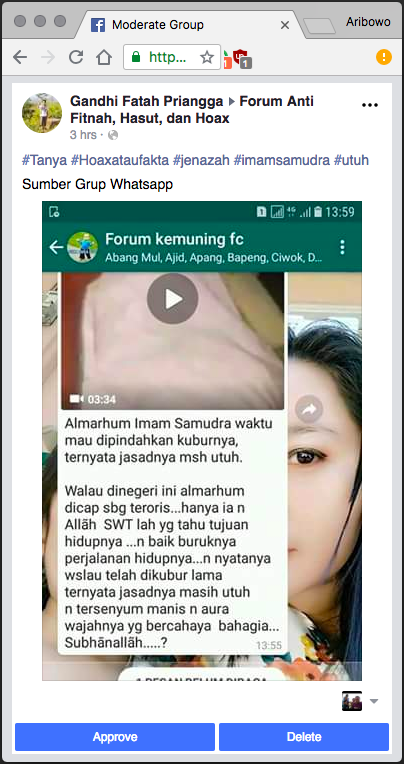 Moderate Group
Aribowo
http...
1
1
Gandhi Fatah Priangga ▸ Forum Anti
Fitnah, Hasut, dan Hoax
3 hrs ·
#Tanya #Hoaxataufakta #jenazah #imamsamudra #utuh
Sumber Grup Whatsapp
1 4G 13:59
Forum kemuning fc
Abang Mul, Ajid, Apang, Bapeng, Ciwok, D...
03:34
Almarhum Imam Samudra waktu
mau dipindahkan kuburnya,
ternyata jasadnya msh utuh.
Walau dinegeri ini almarhum
dicap sbg teroris...hanya ia n
Allāh SWT lah yg tahu tujuan
hidupnya ...n baik buruknya
perjalanan hidupnya...n nyatanya
wslau telah dikubur lama
ternyata jasadnya masih utuh
n tersenyum manis n aura
wajahnya yg bercahaya bahagia...
Subhānallāh.....?
13:55
1 PESAN BELUM DIBACA
Approve
Delete